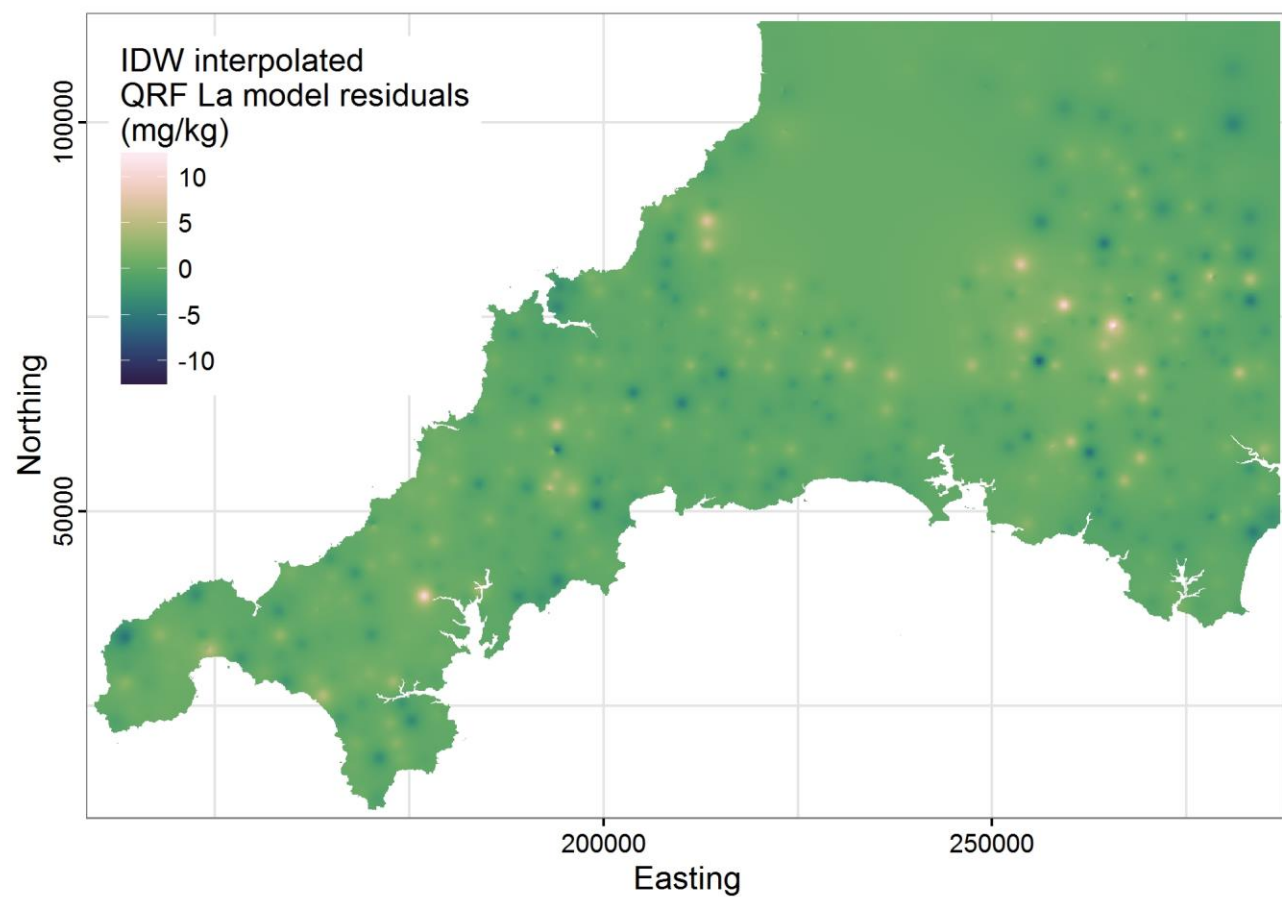 IDW interpolated
QRF La model residuals
(mg/kg)
10
5
0
-5
-10
100000
50000
Northing
200000
250000
Easting